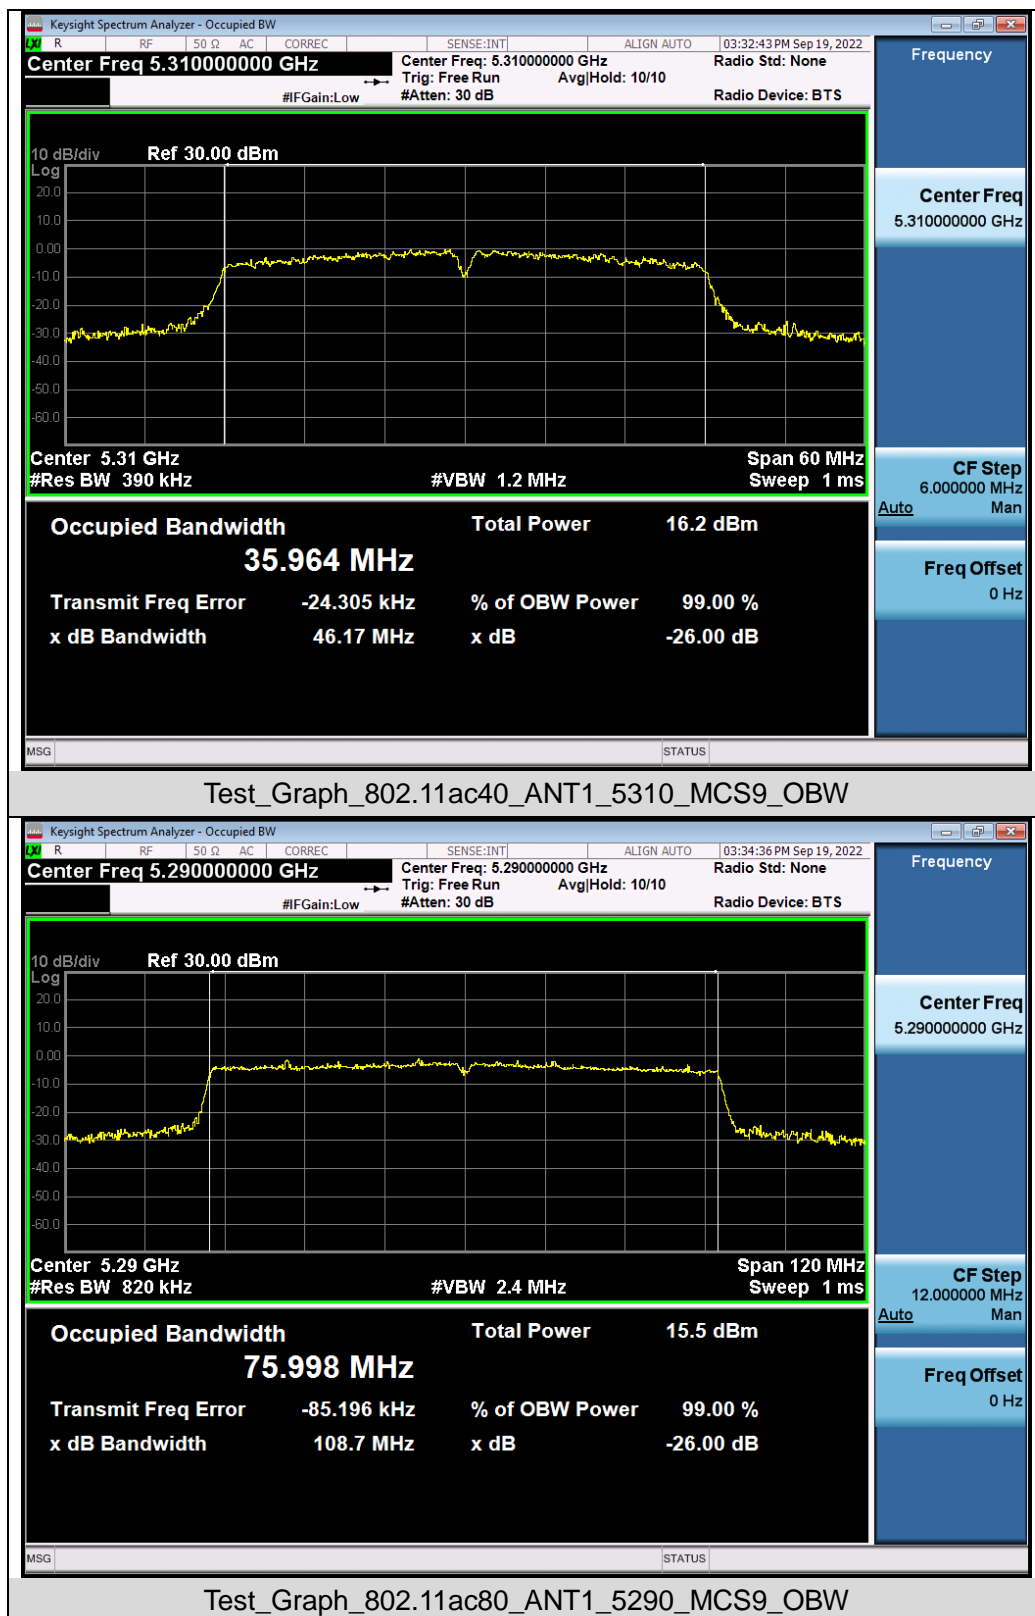 Keysight Spectrum Analyzer - Occupied BW
LXI R RF 50 Ω AC CORREC SENSE:INT ALIGN AUTO 03:32:43 PM Sep 19, 2022
Center Freq 5.310000000 GHz Center Freq: 5.310000000 GHz Radio Std: None
Trig: Free Run Avg|Hold: 10/10
#IFGain:Low #Atten: 30 dB Radio Device: BTS
Frequency
10 dB/div Ref 30.00 dBm
Log
20.0
10.0
0.00
-10.0
-20.0
-30.0
-40.0
-50.0
-60.0
Center 5.31 GHz Span 60 MHz
#Res BW 390 kHz #VBW 1.2 MHz Sweep 1 ms
Center Freq
5.310000000 GHz
CF Step
6.000000 MHz
Auto Man
Freq Offset
0 Hz
Occupied Bandwidth Total Power 16.2 dBm
35.964 MHz
Transmit Freq Error -24.305 kHz % of OBW Power 99.00 %
x dB Bandwidth 46.17 MHz x dB -26.00 dB
MSG STATUS
Test_Graph_802.11ac40_ANT1_5310_MCS9_OBW
Keysight Spectrum Analyzer - Occupied BW
LXI R RF 50 Ω AC CORREC SENSE:INT ALIGN AUTO 03:34:36 PM Sep 19, 2022
Center Freq 5.290000000 GHz Center Freq: 5.290000000 GHz Radio Std: None
Trig: Free Run Avg|Hold: 10/10
#IFGain:Low #Atten: 30 dB Radio Device: BTS
Frequency
10 dB/div Ref 30.00 dBm
Log
20.0
10.0
0.00
-10.0
-20.0
-30.0
-40.0
-50.0
-60.0
Center 5.29 GHz Span 120 MHz
#Res BW 820 kHz #VBW 2.4 MHz Sweep 1 ms
Center Freq
5.290000000 GHz
CF Step
12.000000 MHz
Auto Man
Freq Offset
0 Hz
Occupied Bandwidth Total Power 15.5 dBm
75.998 MHz
Transmit Freq Error -85.196 kHz % of OBW Power 99.00 %
x dB Bandwidth 108.7 MHz x dB -26.00 dB
MSG STATUS
Test_Graph_802.11ac80_ANT1_5290_MCS9_OBW